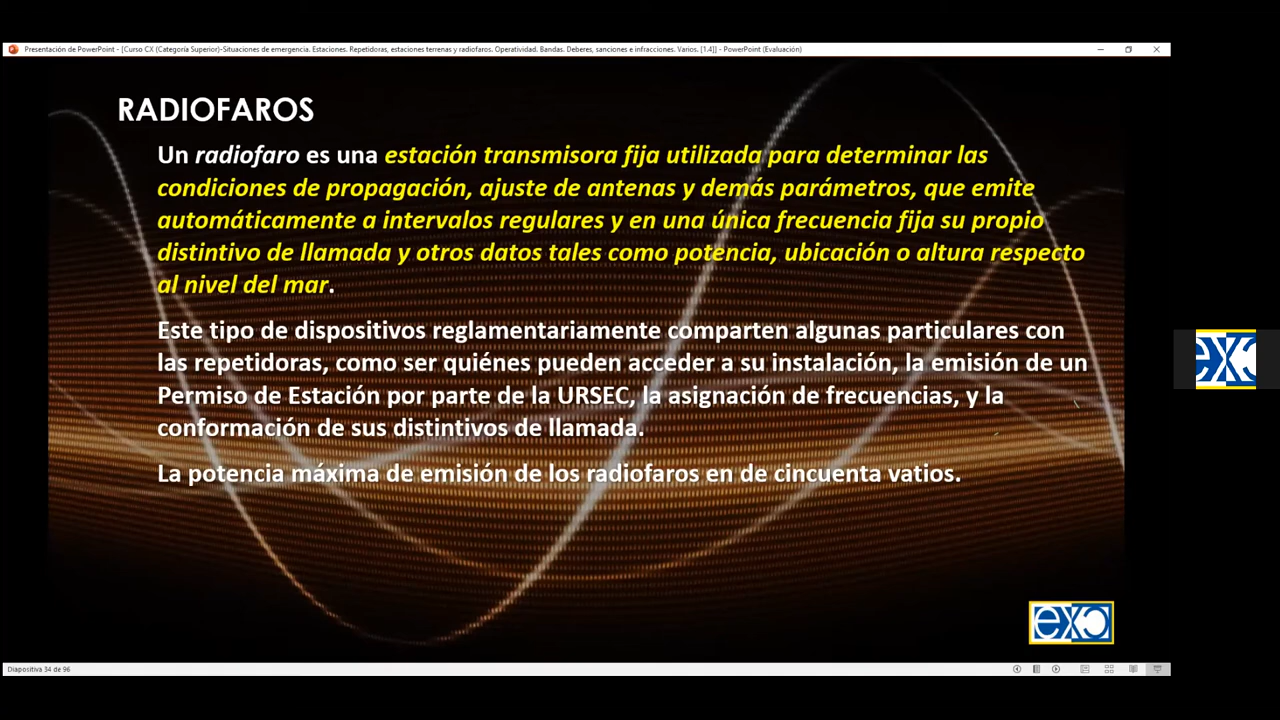 Presentación de PowerPoint - [Curso CX (Categoría Superior)-Situaciones de emergencia. Estaciones. Repetidoras, estaciones terrenas y radiofaros. Operatividad. Bandas. Deberes, sanciones e infracciones. Varios. [1.4]] - PowerPoint (Evaluación)
RADIOFAROS
Un radiofaro es una estación transmisora fija utilizada para determinar las
condiciones de propagación, ajuste de antenas y demás parámetros, que emite
automáticamente a intervalos regulares y en una única frecuencia fija su propio
distintivo de llamada y otros datos tales como potencia, ubicación o altura respecto
al nivel del mar.
Este tipo de dispositivos reglamentariamente comparten algunas particulares con
las repetidoras, como ser quiénes pueden acceder a su instalación, la emisión de un
Permiso de Estación por parte de la URSEC, la asignación de frecuencias, y la
conformación de sus distintivos de llamada.
La potencia máxima de emisión de los radiofaros en de cincuenta vatios.
exc
exc
Diapositiva 34 de 96